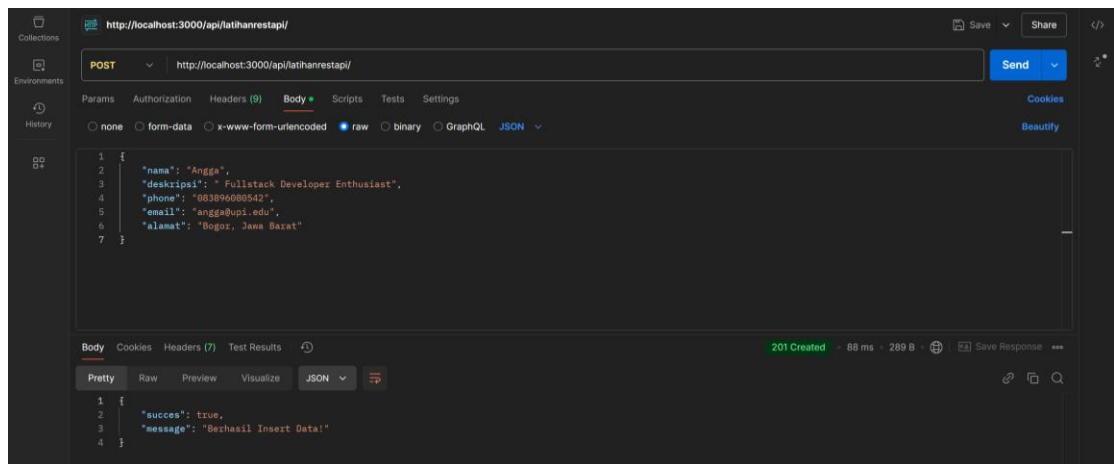 http://localhost:3000/api/latihanrestapi/
Save
Share
Collections
POST
http://localhost:3000/api/latihanrestapi/
Send
Environments
Params Authorization Headers (9) Body Scripts Tests Settings Cookies
History
none form-data x-www-form-urlencoded raw binary GraphQL JSON Beautify
1 {
2 "nama": "Angga",
3 "deskripsi": " Fullstack Developer Enthusiast",
4 "phone": "083896080542",
5 "email": "angga@upi.edu",
6 "alamat": "Bogor, Jawa Barat"
7 }
Body Cookies Headers (7) Test Results 201 Created 88 ms 289 B Save Response
Pretty Raw Preview Visualize JSON
1 {
2 "succes": true,
3 "message": "Berhasil Insert Data!"
4 }